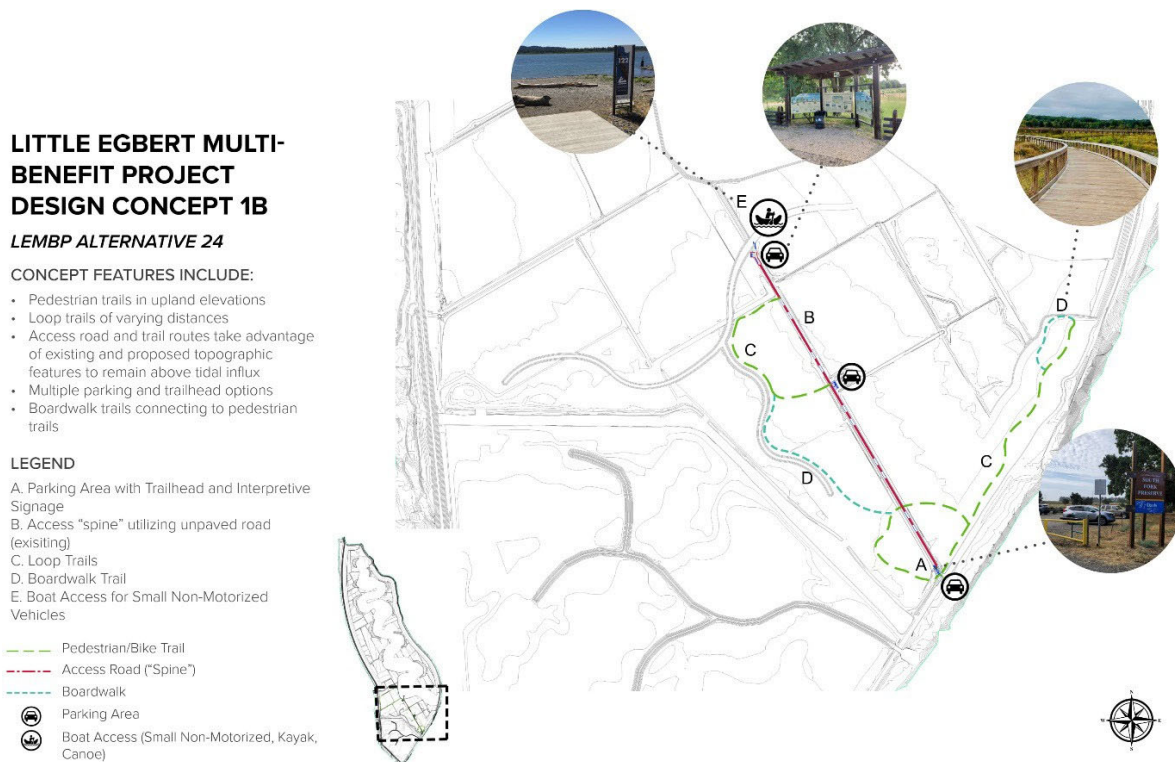 LITTLE EGBERT MULTI-
BENEFIT PROJECT
DESIGN CONCEPT 1B
LEMBP ALTERNATIVE 24
CONCEPT FEATURES INCLUDE:
• Pedestrian trails in upland elevations
• Loop trails of varying distances
• Access road and trail routes take advantage
of existing and proposed topographic
features to remain above tidal influx
• Multiple parking and trailhead options
• Boardwalk trails connecting to pedestrian
trails
LEGEND
A. Parking Area with Trailhead and Interpretive
Signage
B. Access "spine" utilizing unpaved road
(exisiting)
C. Loop Trails
D. Boardwalk Trail
E. Boat Access for Small Non-Motorized
Vehicles
Pedestrian/Bike Trail
Access Road ("Spine")
Boardwalk
Parking Area
Boat Access (Small Non-Motorized, Kayak,
Canoe)
122
E
B
C
D
D
C
A
SOUTH
FORK
PRESERVE
N
W
E
S